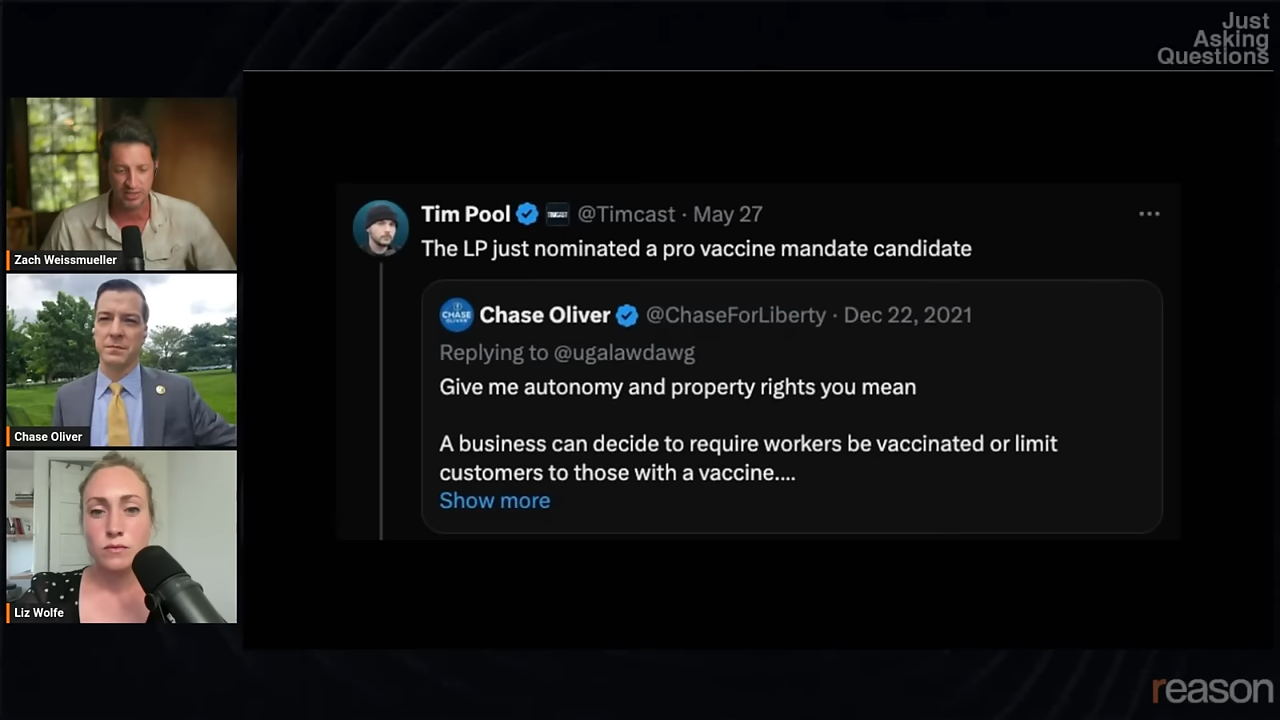 Just
Asking
Questions
Zach Weissmueller
Chase Oliver
Liz Wolfe
Tim Pool @Timcast · May 27
The LP just nominated a pro vaccine mandate candidate
Chase Oliver @ChaseForLiberty · Dec 22, 2021
Replying to @ugalawdawg
Give me autonomy and property rights you mean
A business can decide to require workers be vaccinated or limit
customers to those with a vaccine....
Show more
reason